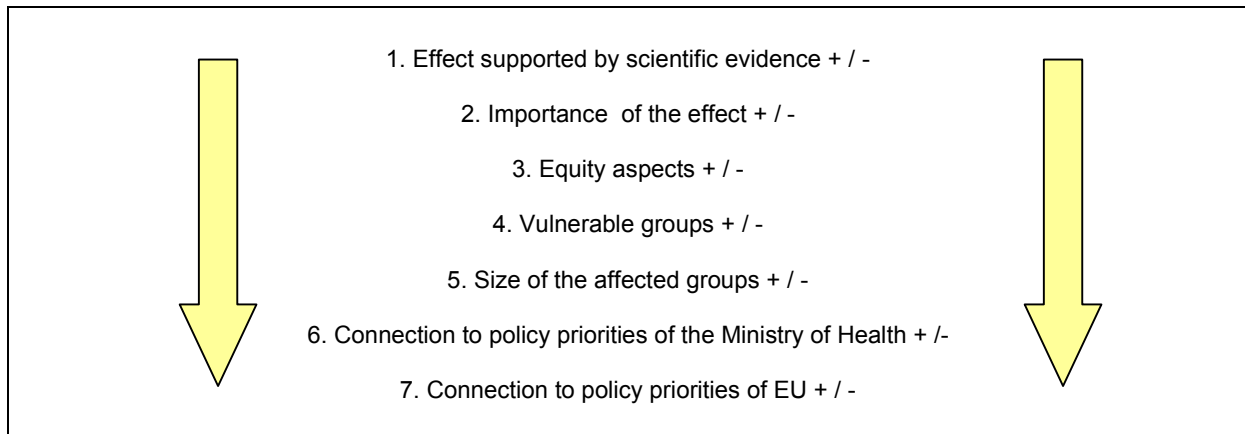 1. Effect supported by scientific evidence + / -
2. Importance  of the effect + / -
3. Equity aspects + / -
4. Vulnerable groups + / -
5. Size of the affected groups + / -
6. Connection to policy priorities of the Ministry of Health + /-
7. Connection to policy priorities of EU + / -